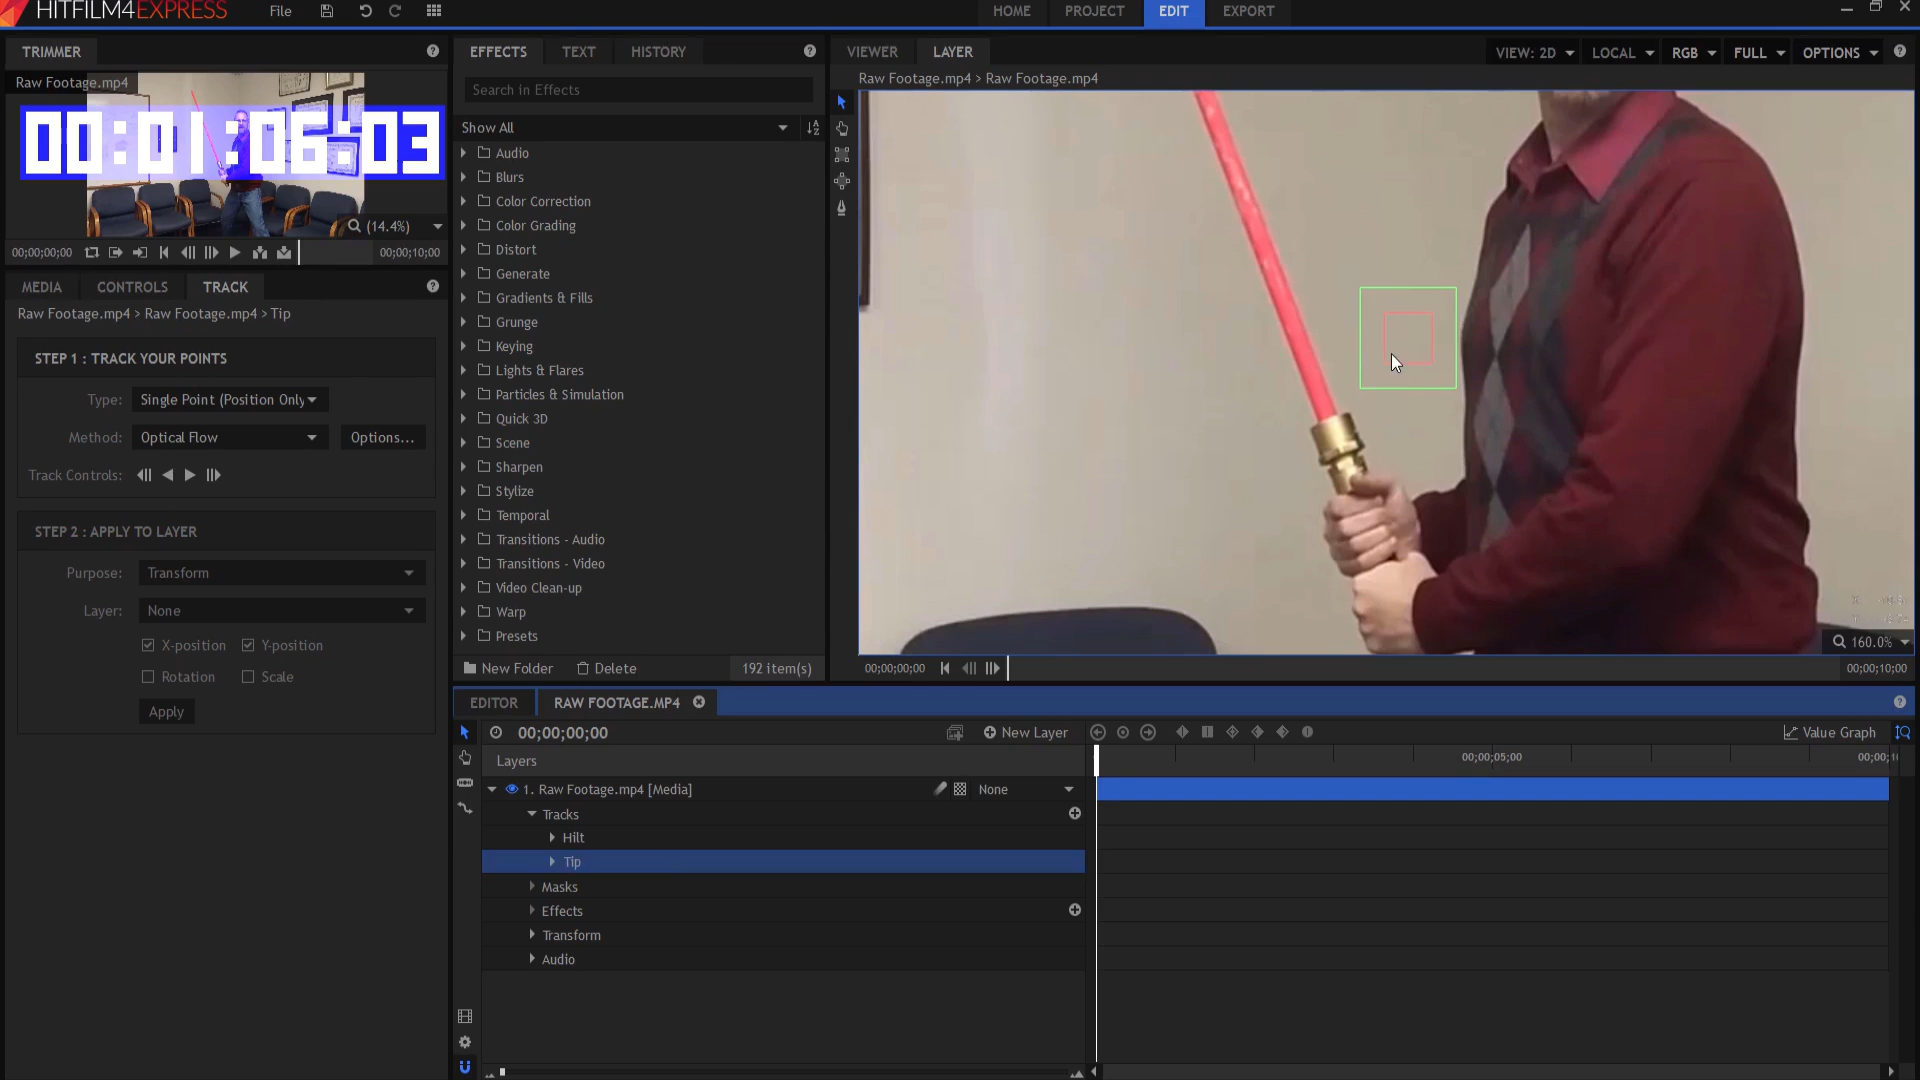 HITFILM4EXPRESS
File
HOME
PROJECT
EDIT
EXPORT
TRIMMER
Raw Footage.mp4
00:01:06:03
(14.4%)
00;00;00;00
00;00;10;00
MEDIA
CONTROLS
TRACK
Raw Footage.mp4 > Raw Footage.mp4 > Tip
STEP 1 : TRACK YOUR POINTS
Type: Single Point (Position Only
Method: Optical Flow
Options...
Track Controls:
STEP 2 : APPLY TO LAYER
Purpose: Transform
Layer: None
X-position
Y-position
Rotation
Scale
Apply
EFFECTS
TEXT
HISTORY
Search in Effects
Show All
Audio
Blurs
Color Correction
Color Grading
Distort
Generate
Gradients & Fills
Grunge
Keying
Lights & Flares
Particles & Simulation
Quick 3D
Scene
Sharpen
Stylize
Temporal
Transitions - Audio
Transitions - Video
Video Clean-up
Warp
Presets
New Folder
Delete
192 item(s)
VIEWER
LAYER
VIEW: 2D
LOCAL
RGB
FULL
OPTIONS
Raw Footage.mp4 > Raw Footage.mp4
160.0%
00;00;00;00
00;00;10;00
EDITOR
RAW FOOTAGE.MP4
00;00;00;00
New Layer
Value Graph
Layers
00;00;05;00
00;00;1
1. Raw Footage.mp4 [Media]
None
Tracks
Hilt
Tip
Masks
Effects
Transform
Audio